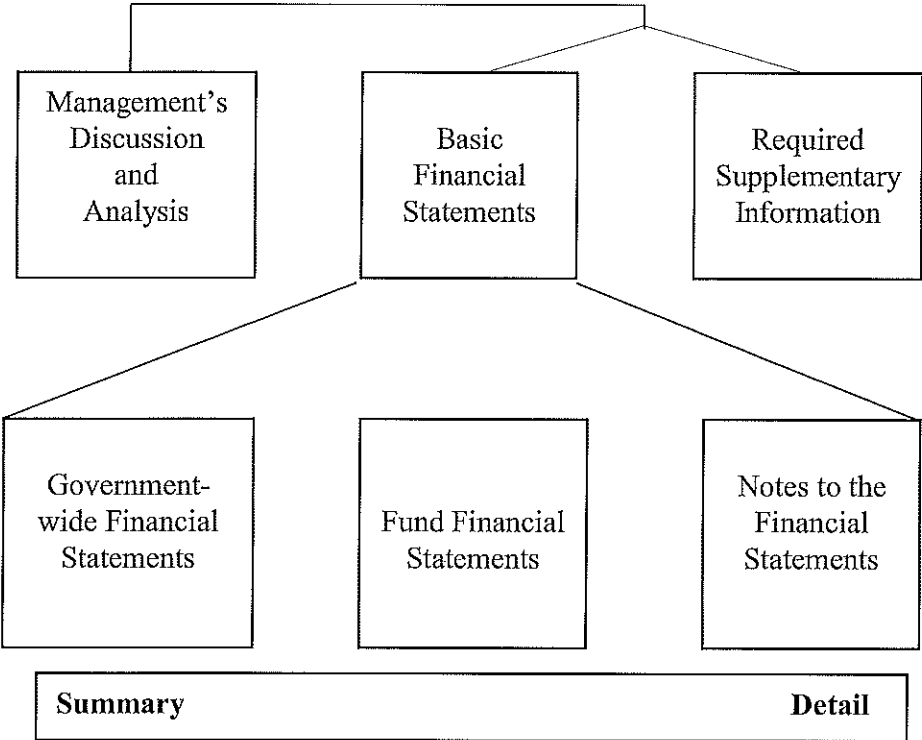 Management's
Discussion
and
Analysis
Basic
Financial
Statements
Required
Supplementary
Information
Government-
wide Financial
Statements
Fund Financial
Statements
Notes to the
Financial
Statements
Summary
Detail